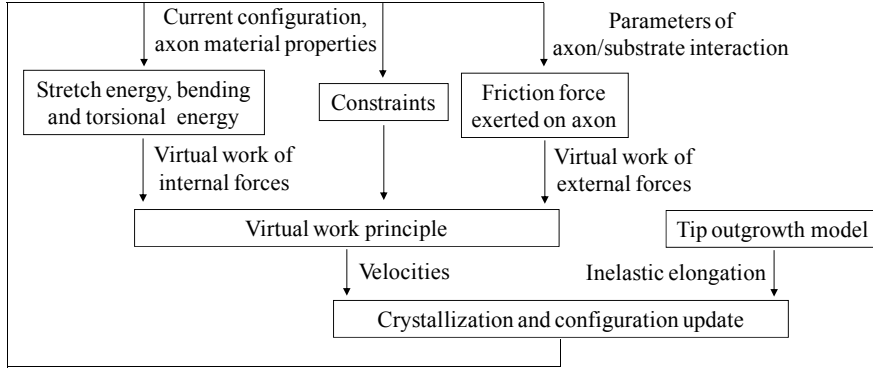 Current configuration,
axon material properties
Parameters of
axon/substrate interaction
Stretch energy, bending
and torsional energy
Constraints
Friction force
exerted on axon
Virtual work of
internal forces
Virtual work of
external forces
Virtual work principle
Tip outgrowth model
Velocities
Inelastic elongation
Crystallization and configuration update